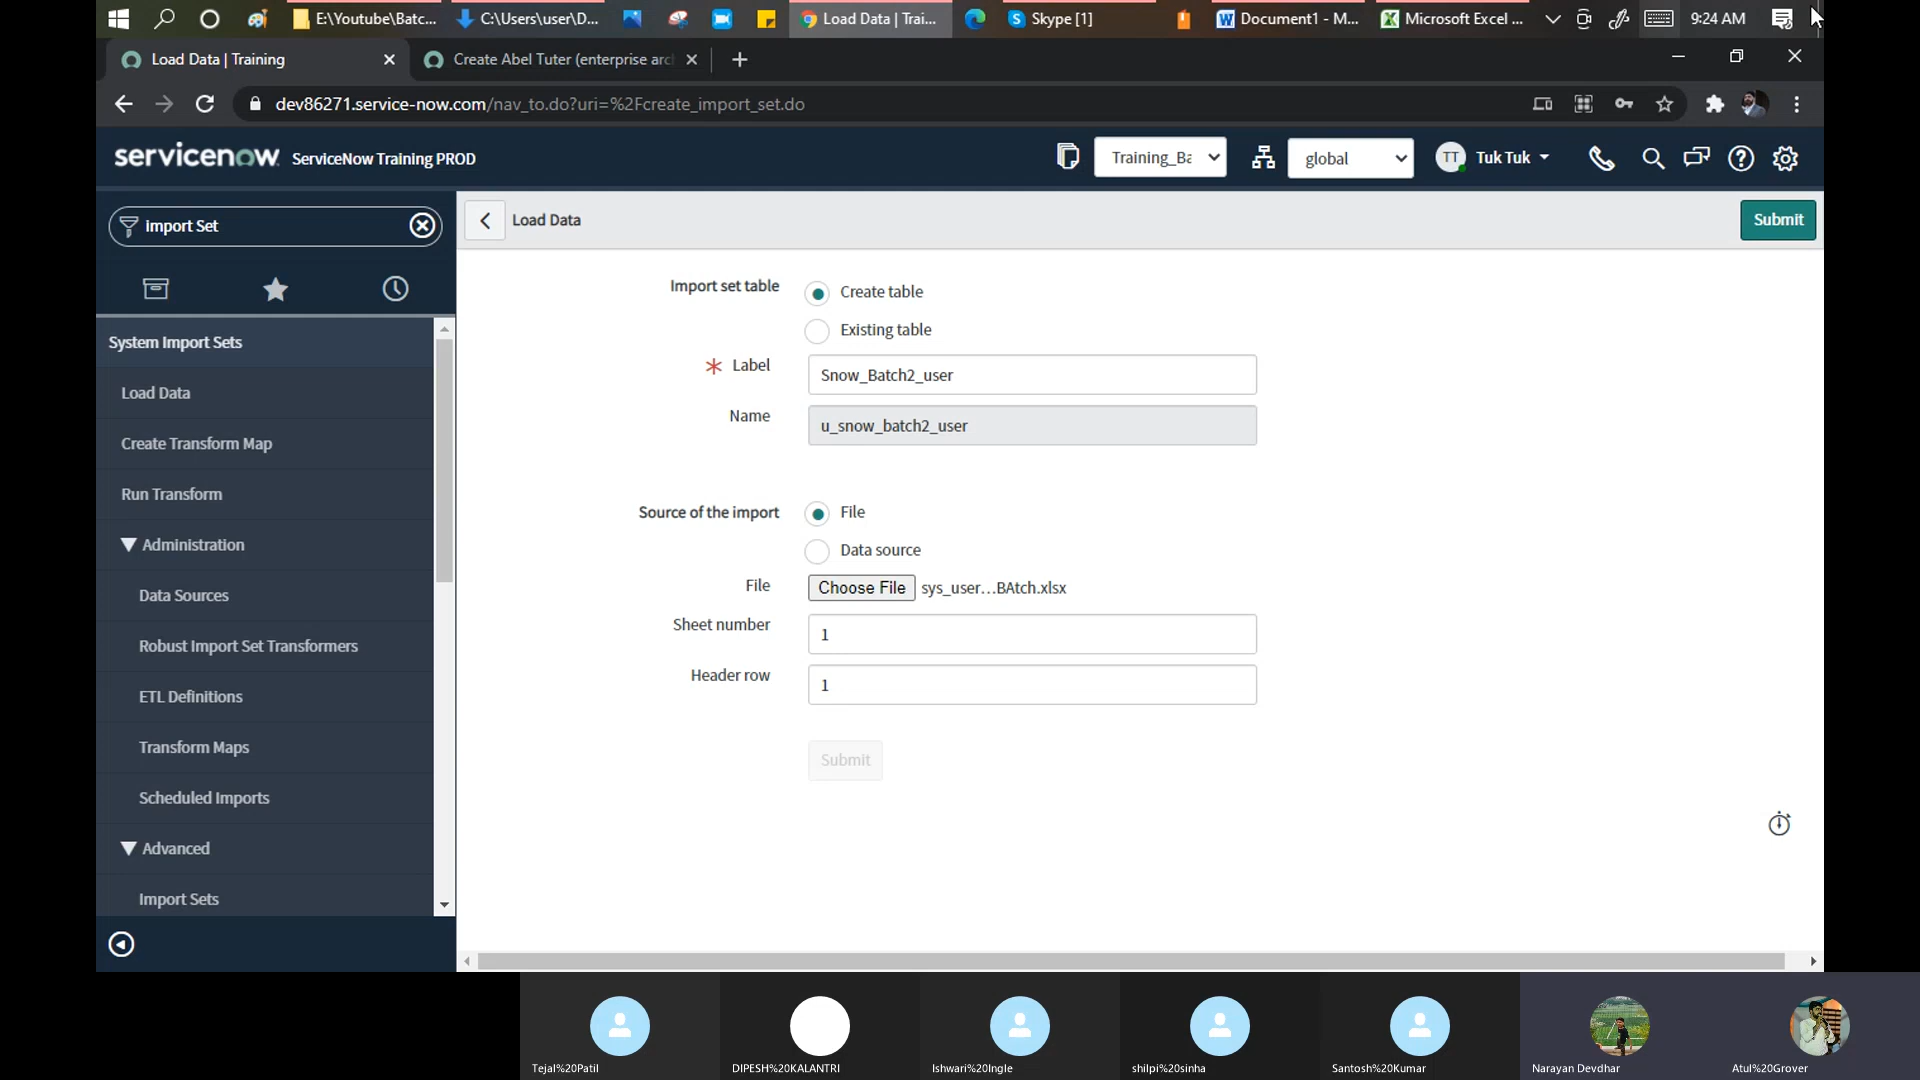 E:\Youtube\Batc...
C:\Users\user\D...
Load Data | Trai...
Skype [1]
Document1 - M...
Microsoft Excel ...
9:24 AM
Load Data | Training
Create Abel Tuter (enterprise arc
dev86271.service-now.com/nav_to.do?uri=%2Fcreate_import_set.do
servicenow ServiceNow Training PROD
Training_Ba
global
TT Tuk Tuk
import Set
Load Data
Submit
System Import Sets
Load Data
Create Transform Map
Run Transform
Administration
Data Sources
Robust Import Set Transformers
ETL Definitions
Transform Maps
Scheduled Imports
Advanced
Import Sets
Import set table
Create table
Existing table
Label
Snow_Batch2_user
Name
u_snow_batch2_user
Source of the import
File
Data source
File
Choose File sys_user...BAtch.xlsx
Sheet number
1
Header row
1
Submit
Tejal%20Patil
DIPESH%20KALANTRI
Ishwari%20Ingle
shilpi%20sinha
Santosh%20Kumar
Narayan Devdhar
Atul%20Grover